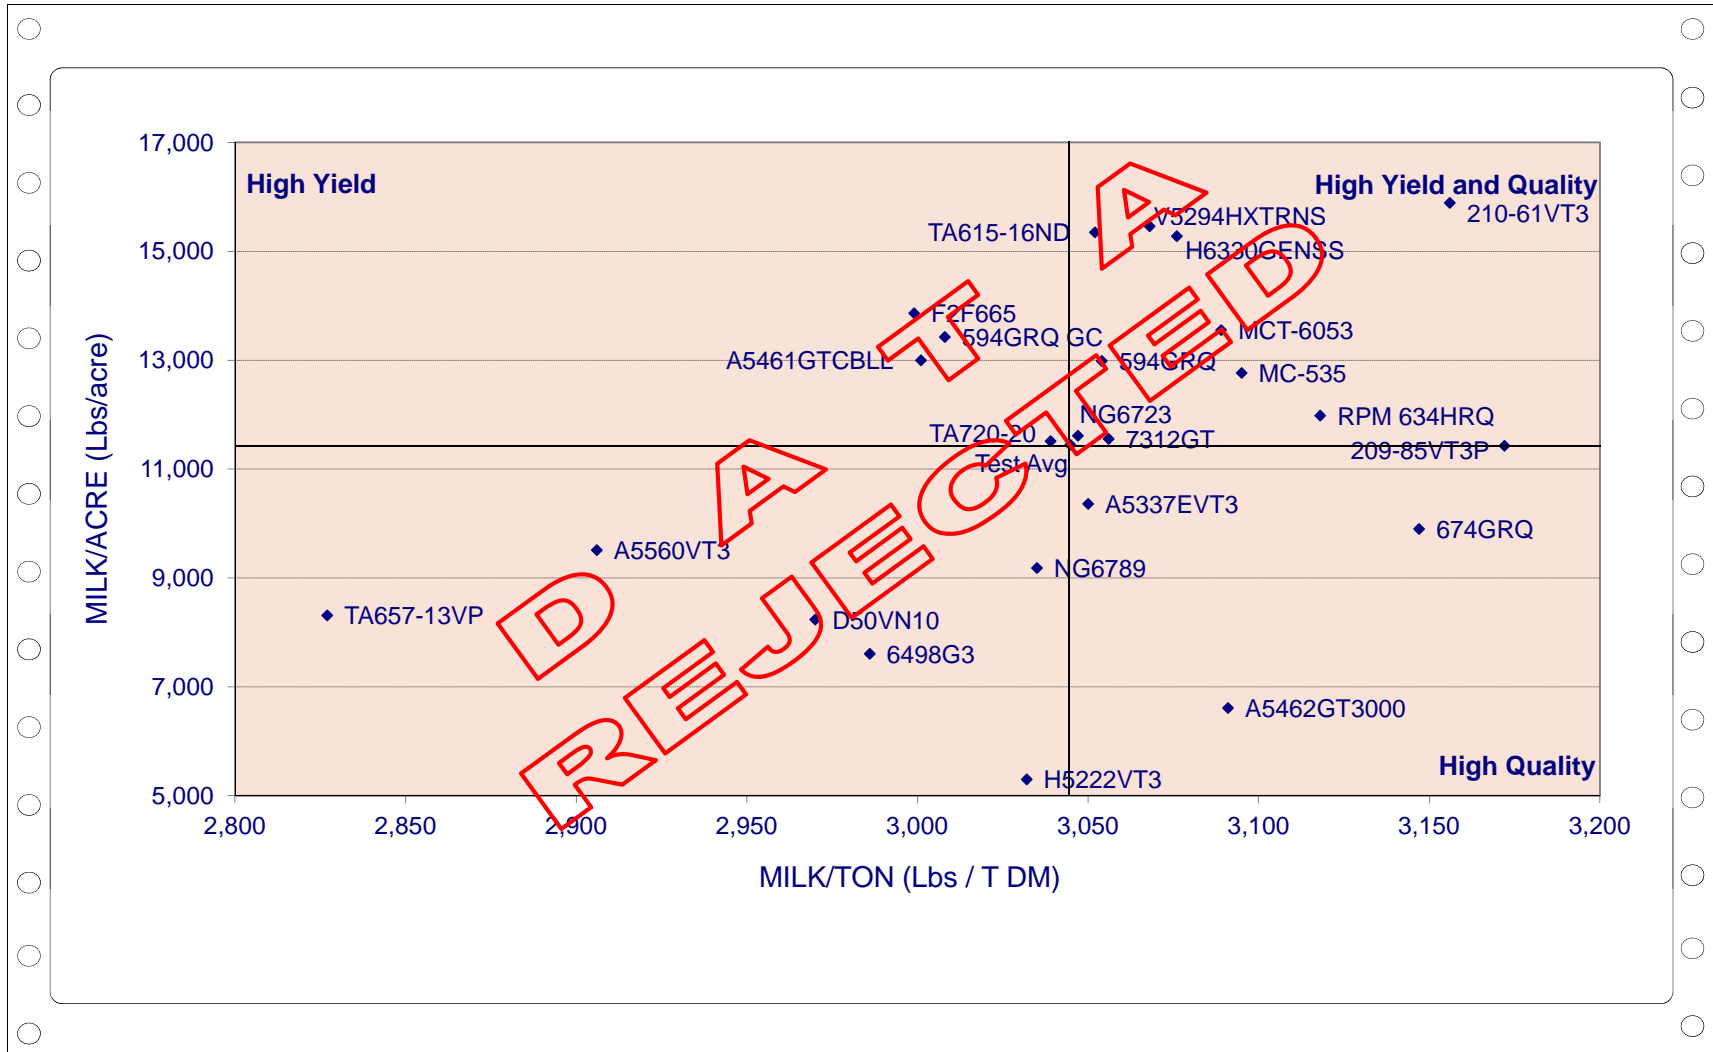 17,000
High Yield
High Yield and Quality
210-61VT3
V5294HXTRNS
TA615-16ND
H6330GENSS
15,000
F2F665
594GRQ GC
MCT-6053
13,000
A5461GTCBLL
594GRQ
MC-535
NG6723
RPM 634HRQ
TA720-20
7312GT
209-85VT3P
Test Avg
11,000
A5337EVT3
674GRQ
A5560VT3
NG6789
9,000
TA657-13VP
D50VN10
6498G3
7,000
A5462GT3000
High Quality
H5222VT3
5,000
2,800 2,850 2,900 2,950 3,000 3,050 3,100 3,150 3,200
MILK/TON (Lbs / T DM)
MILK/ACRE (Lbs/acre)
DATA
REJECTED